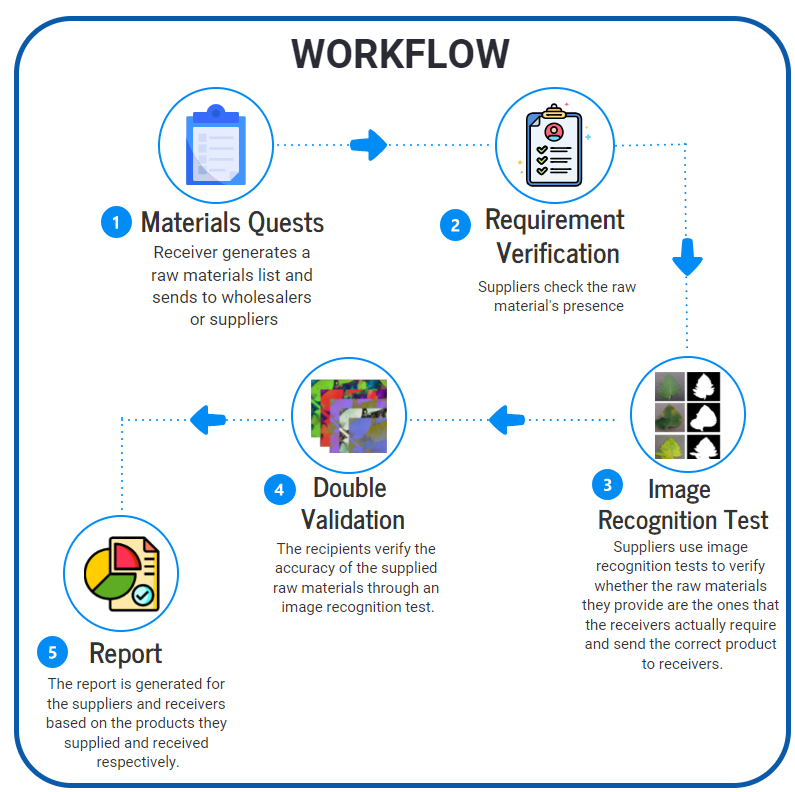 WORKFLOW
1
Materials Quests
Receiver generates a
raw materials list and
sends to wholesalers
or suppliers
2
Requirement
Verification
Suppliers check the raw
material's presence
3
Image
Recognition Test
Suppliers use image
recognition tests to verify
whether the raw materials
they provide are the ones that
the receivers actually require
and send the correct product
to receivers.
4
Double
Validation
The recipients verify the
accuracy of the supplied
raw materials through an
image recognition test.
5
Report
The report is generated for
the suppliers and receivers
based on the products they
supplied and received
respectively.